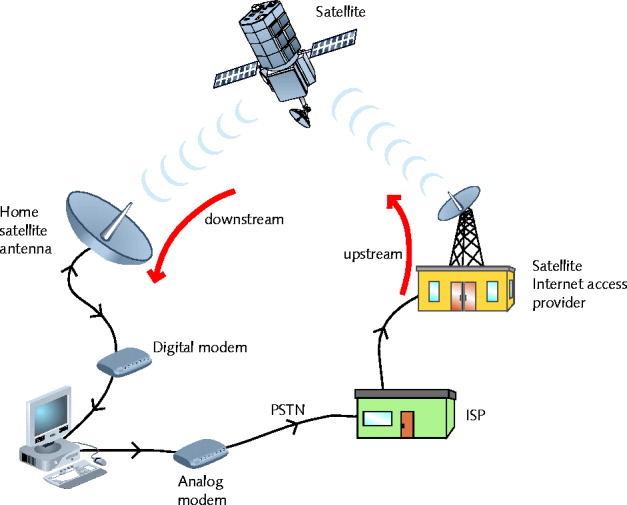 Satellite
Home
satellite
antenna
downstream
upstream
Satellite
Internet access
provider
Digital modem
PSTN
ISP
Analog
modem